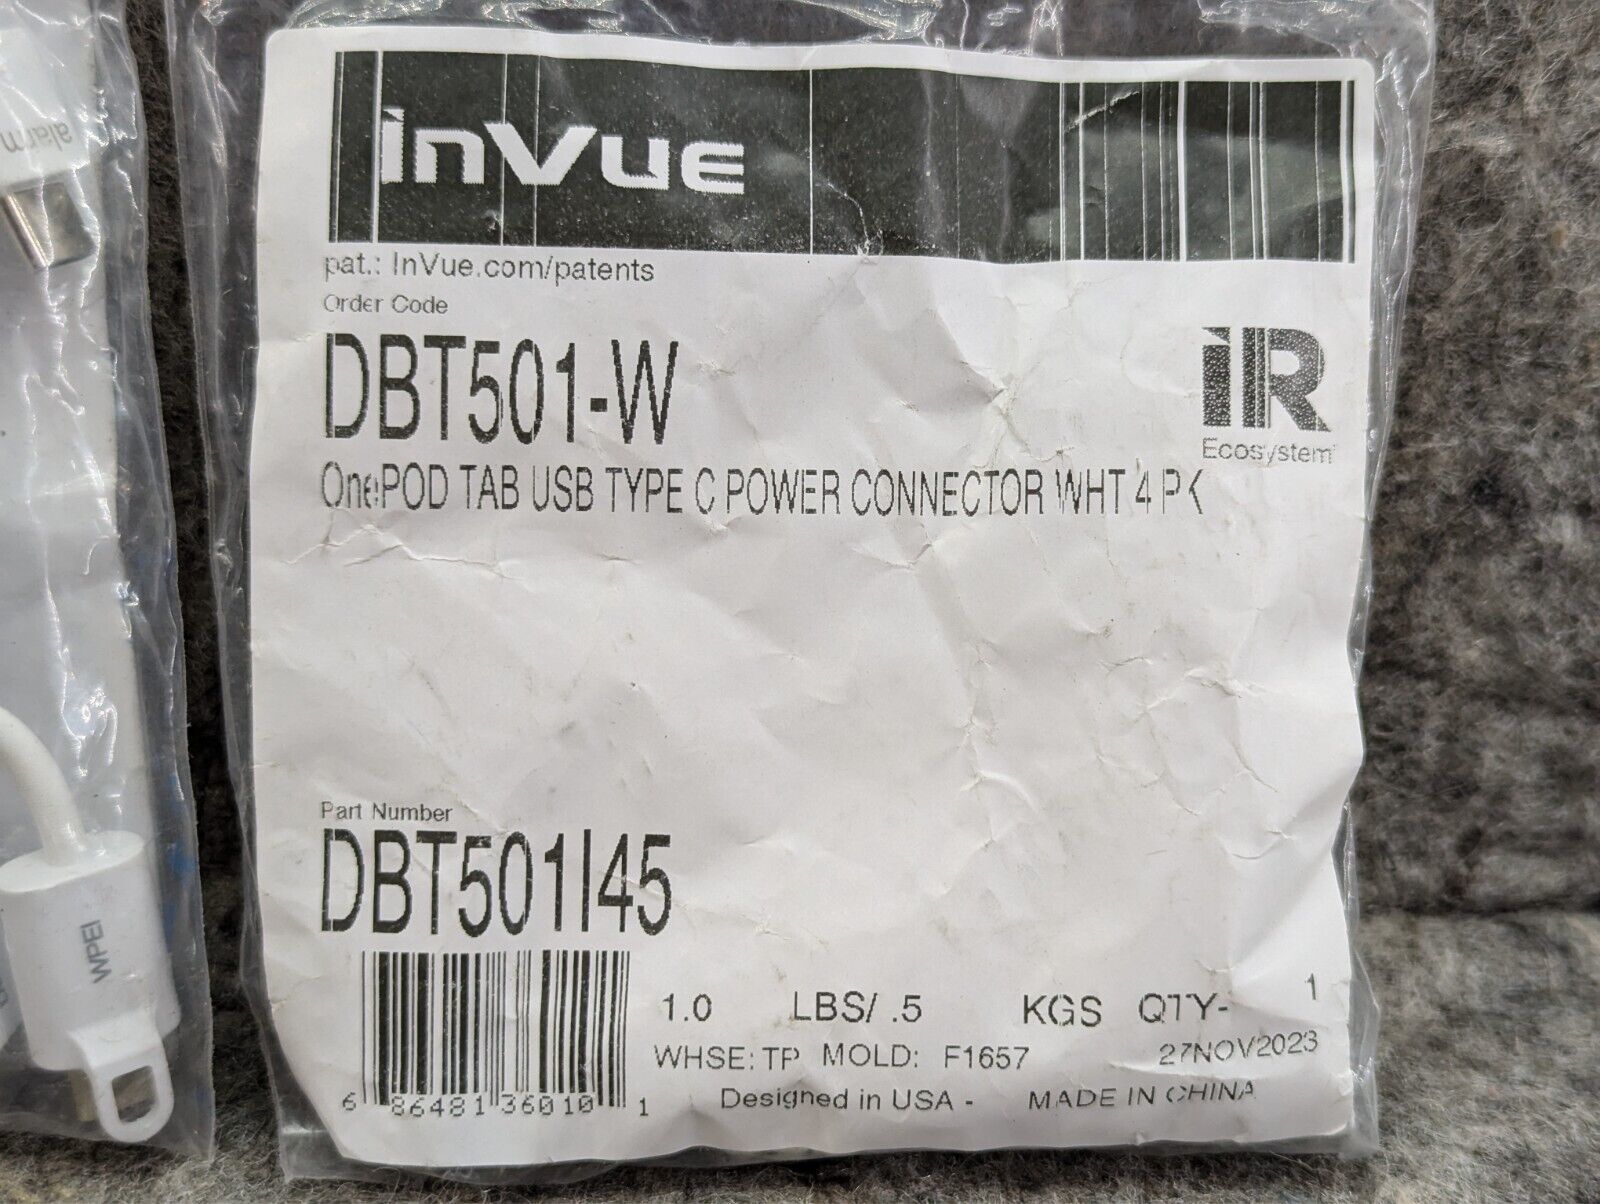 alarm
WPEI
inVue
pat.: InVue.com/patents
Order Code
DBT501-W
iR
Ecosystem
OnePOD TAB USB TYPE C POWER CONNECTOR WHT 4 PK
Part Number
DBT501I45
6 86481 36010 1
1.0 LBS/ .5 KGS QTY- 1
WHSE: TP MOLD: F1657 27NOV2023
Designed in USA - MADE IN CHINA